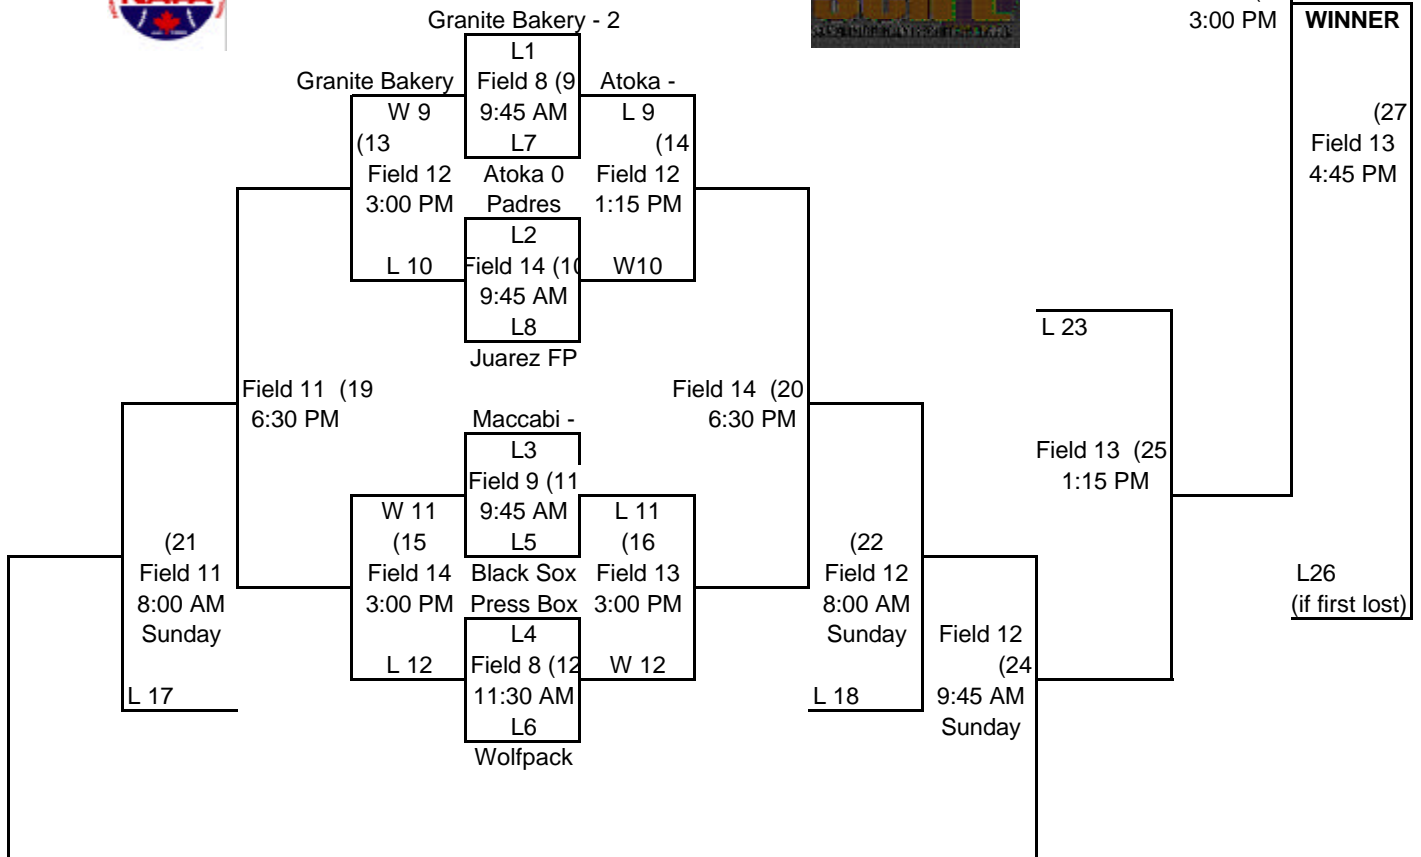 Granite Bakery - 2
3:00 PM
WINNER
L1
Granite Bakery
Field 8 (9
Atoka -
W 9
9:45 AM
L 9
(27
(13
L7
(14
Field 13
Field 12
Atoka 0
Field 12
4:45 PM
3:00 PM
Padres
1:15 PM
L2
L 10
Field 14 (10
W10
9:45 AM
L8
L 23
Juarez FP
Field 11 (19
Field 14 (20
6:30 PM
Maccabi -
6:30 PM
L3
Field 13 (25
Field 9 (11
1:15 PM
W 11
9:45 AM
L 11
(21
(15
L5
(16
(22
Field 11
Field 14
Black Sox
Field 13
Field 12
L26
8:00 AM
3:00 PM
Press Box
3:00 PM
8:00 AM
(if first lost)
Sunday
L4
Sunday
Field 12
L 12
Field 8 (12
W 12
(24
L 17
11:30 AM
L 18
9:45 AM
L6
Sunday
Wolfpack